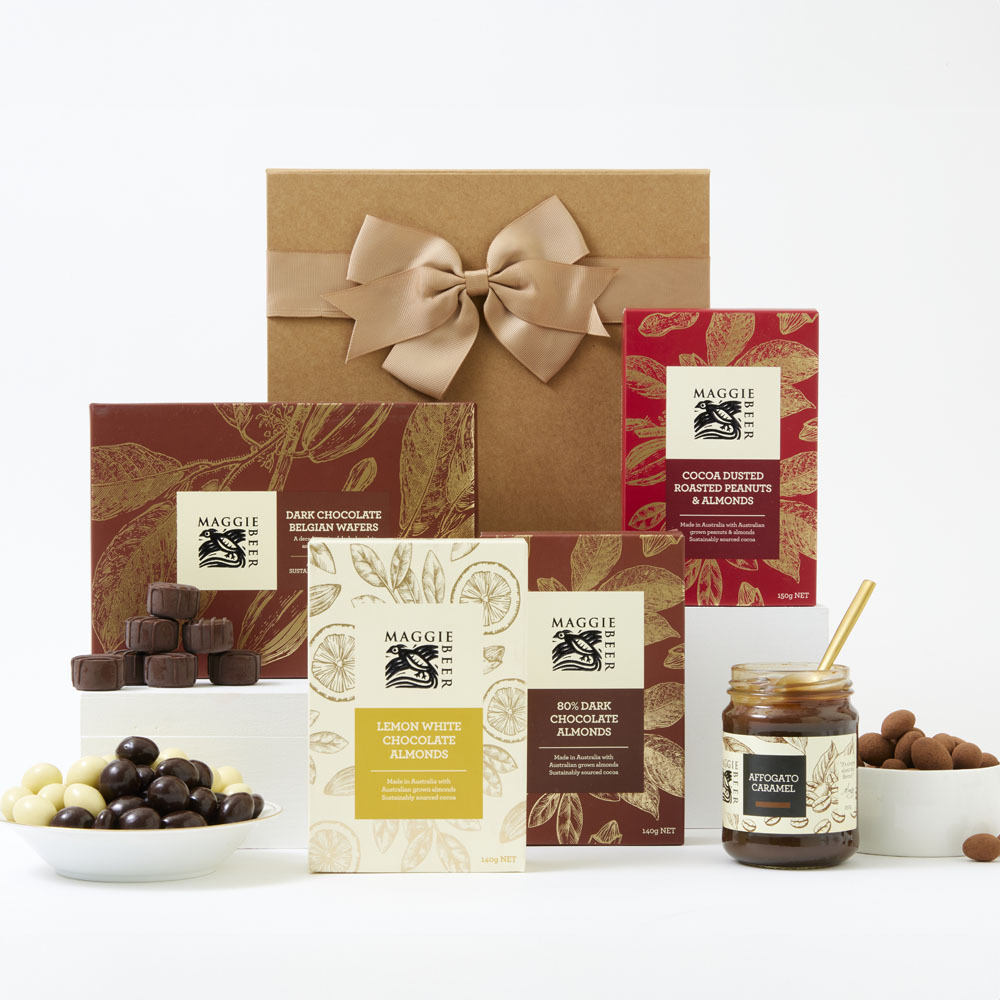 MAGGIE
BEER
COCOA DUSTED
ROASTED PEANUTS
& ALMONDS
Made in Australia with Australian
grown peanuts & almonds
Sustainably sourced cocoa
150g NET
MAGGIE
BEER
DARK CHOCOLATE
BELGIAN WAFERS
MAGGIE
BEER
LEMON WHITE
CHOCOLATE
ALMONDS
Made in Australia with
Australian grown almonds
Sustainably sourced cocoa
140g NET
MAGGIE
BEER
80% DARK
CHOCOLATE
ALMONDS
Made in Australia with
Australian grown almonds
Sustainably sourced cocoa
140g NET
MAGGIE
BEER
AFFOGATO
CARAMEL